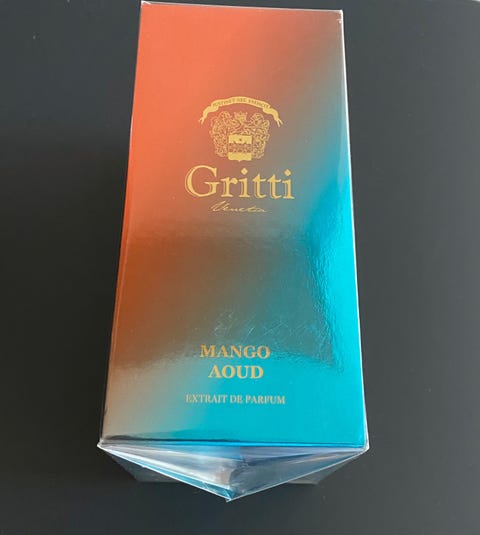 Gritti
Venetia
MANGO
AOUD
EXTRAIT DE PARFUM